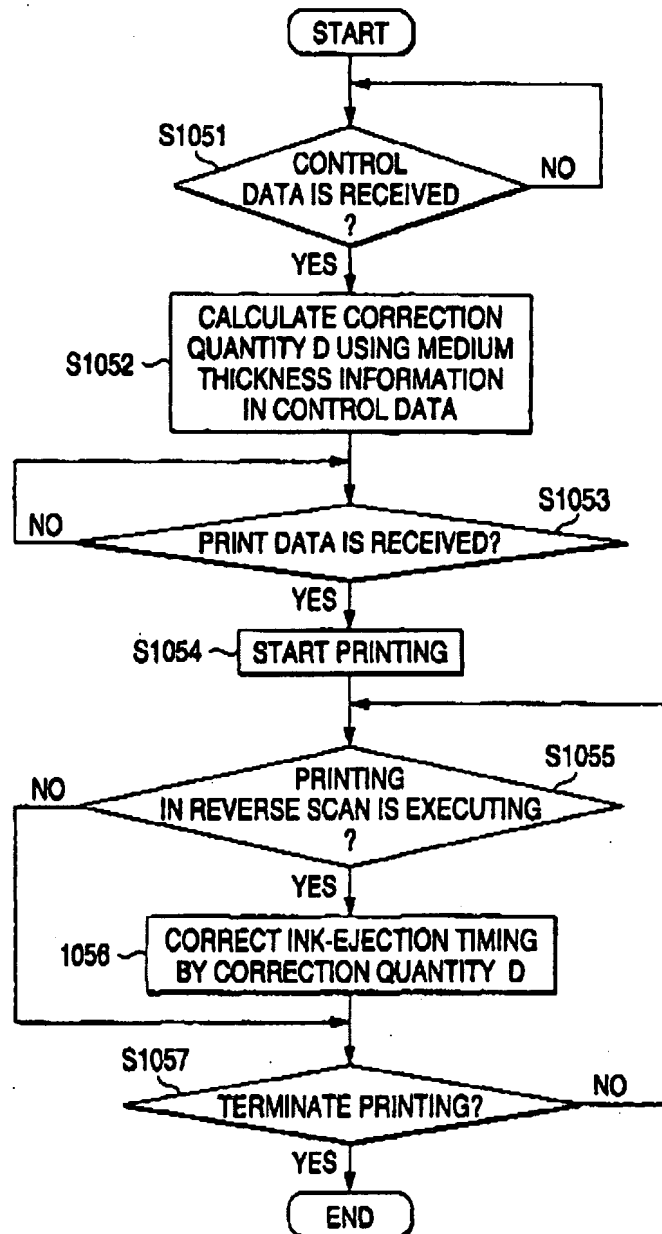 START
S1051
CONTROL
DATA IS RECEIVED
?
NO
YES
S1052
CALCULATE CORRECTION
QUANTITY D USING MEDIUM
THICKNESS INFORMATION
IN CONTROL DATA
S1053
NO
PRINT DATA IS RECEIVED?
YES
S1054
START PRINTING
S1055
NO
PRINTING
IN REVERSE SCAN IS EXECUTING
?
YES
1056
CORRECT INK-EJECTION TIMING
BY CORRECTION QUANTITY D
S1057
NO
TERMINATE PRINTING?
YES
END